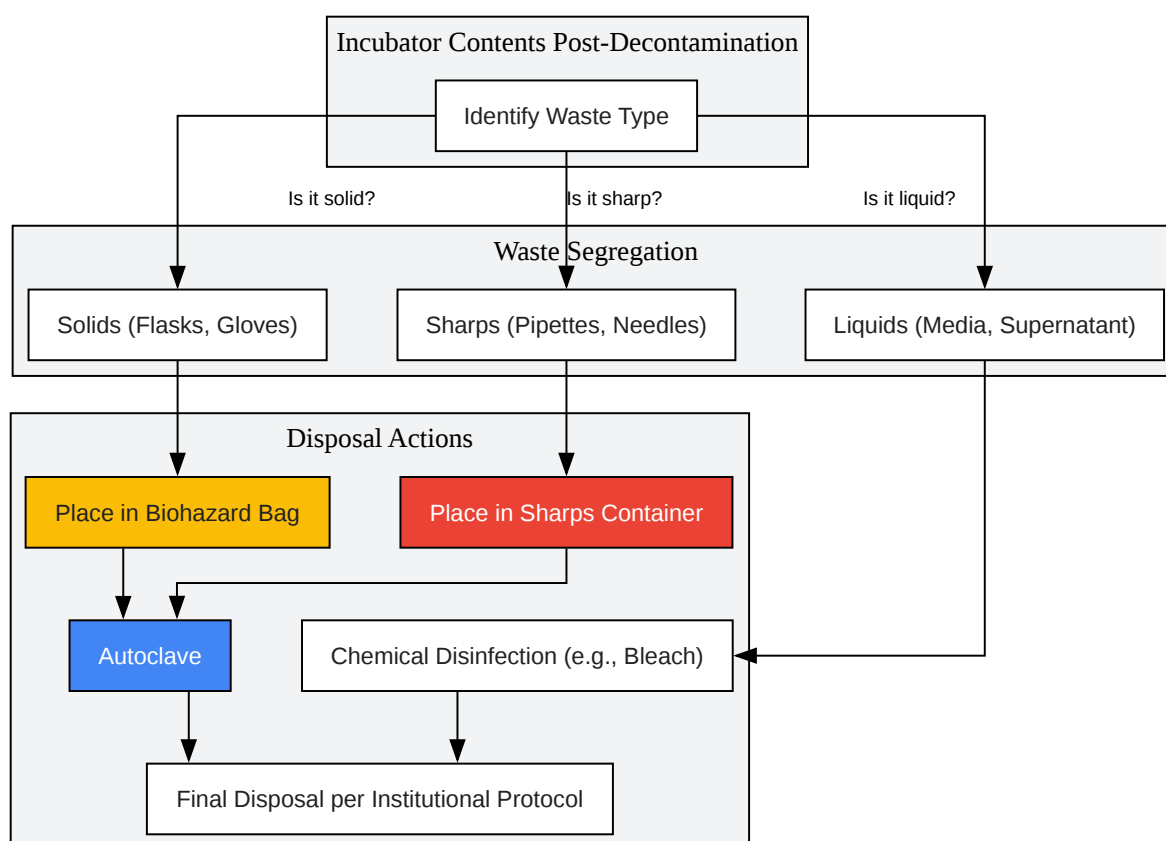 Incubator Contents Post-Decontamination
Identify Waste Type
Is it solid?
Is it sharp?
Is it liquid?
Waste Segregation
Solids (Flasks, Gloves)
Sharps (Pipettes, Needles)
Liquids (Media, Supernatant)
Disposal Actions
Place in Biohazard Bag
Place in Sharps Container
Autoclave
Chemical Disinfection (e.g., Bleach)
Final Disposal per Institutional Protocol